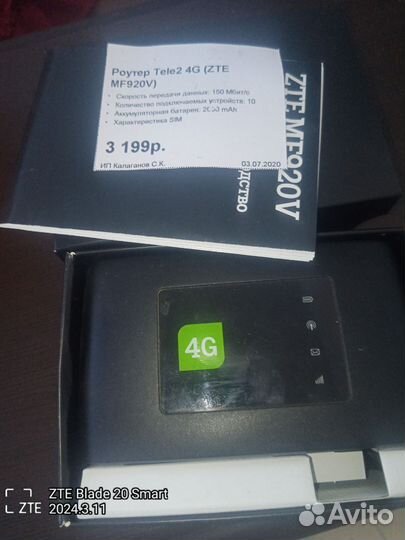 Роутер Tele2 4G (ZTE
MF920V)
• Скорость передачи данных: 150 Мбит/с
• Количество подключаемых устройств: 10
• Аккумуляторная батарея: 2000 mAh
• Характеристика SIM
3 199р.
ИП Калаганов С.К.
03.07.2020
ZTE MF920V
4G
ZTE Blade 20 Smart
ZTE 2024.3.11
Avito